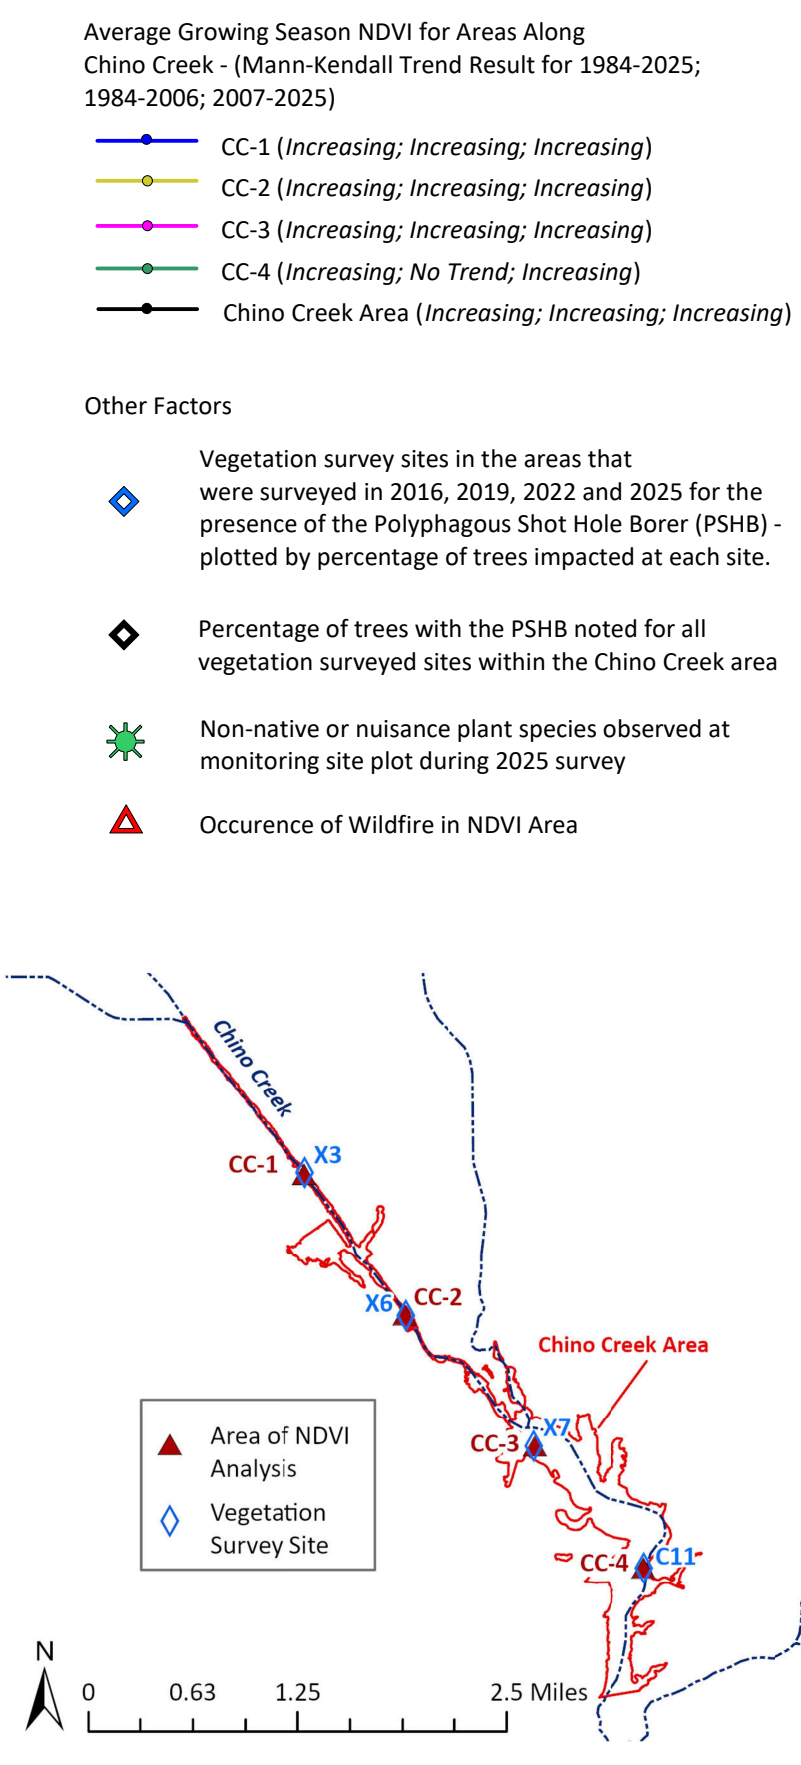 Average Growing Season NDVI for Areas Along
Chino Creek - (Mann-Kendall Trend Result for 1984-2025;
1984-2006; 2007-2025)
CC-1 (Increasing; Increasing; Increasing)
CC-2 (Increasing; Increasing; Increasing)
CC-3 (Increasing; Increasing; Increasing)
CC-4 (Increasing; No Trend; Increasing)
Chino Creek Area (Increasing; Increasing; Increasing)
Other Factors
Vegetation survey sites in the areas that
were surveyed in 2016, 2019, 2022 and 2025 for the
presence of the Polyphagous Shot Hole Borer (PSHB) -
plotted by percentage of trees impacted at each site.
Percentage of trees with the PSHB noted for all
vegetation surveyed sites within the Chino Creek area
Non-native or nuisance plant species observed at
monitoring site plot during 2025 survey
Occurence of Wildfire in NDVI Area
Chino Creek
CC-1
X3
X6
CC-2
Chino Creek Area
CC-3
X7
CC-4
C11
Area of NDVI
Analysis
Vegetation
Survey Site
N
0 0.63 1.25 2.5 Miles